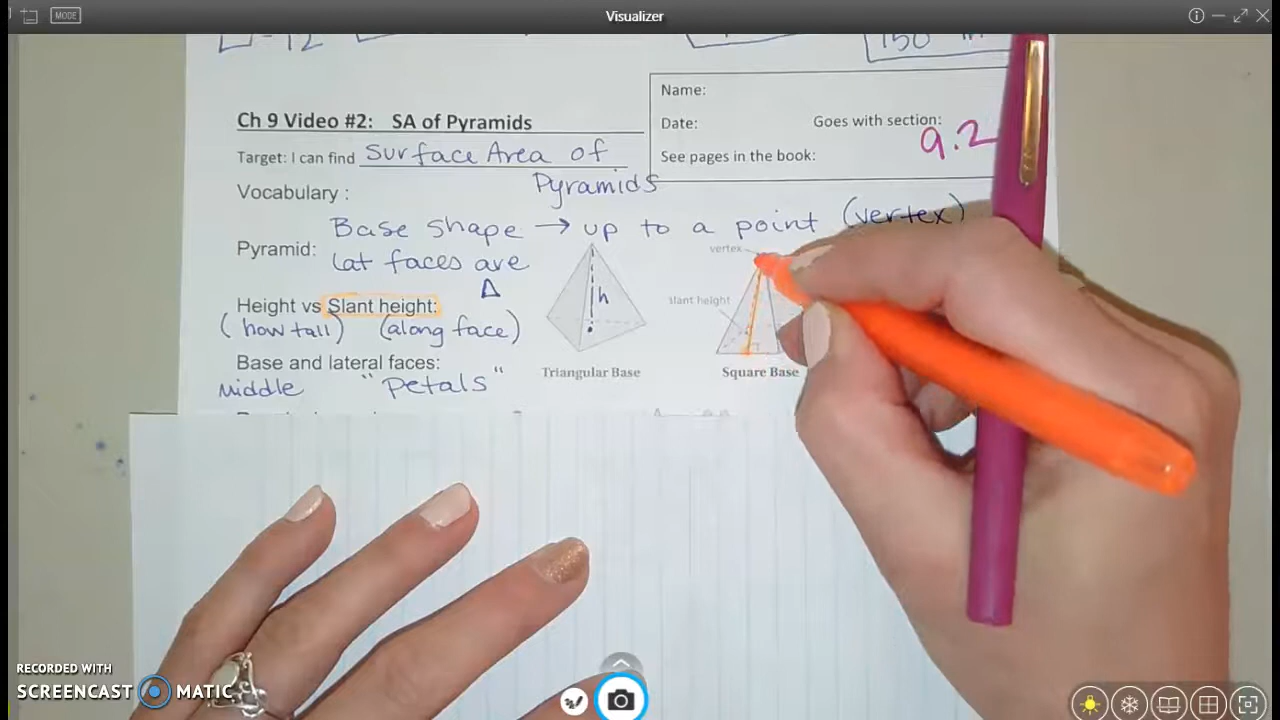 MODE
Visualizer
150
Name:
Ch 9 Video #2: SA of Pyramids
Date:
Goes with section:
9.2
Target: I can find Surface Area of
Pyramids
See pages in the book:
Vocabulary :
Base shape → up to a point (vertex)
Pyramid:
lat faces are
Δ
vertex
h
slant height
Height vs Slant height:
(how tall) (along face)
Base and lateral faces:
Middle "Petals"
Triangular Base
Square Base
RECORDED WITH
SCREENCAST MATIC